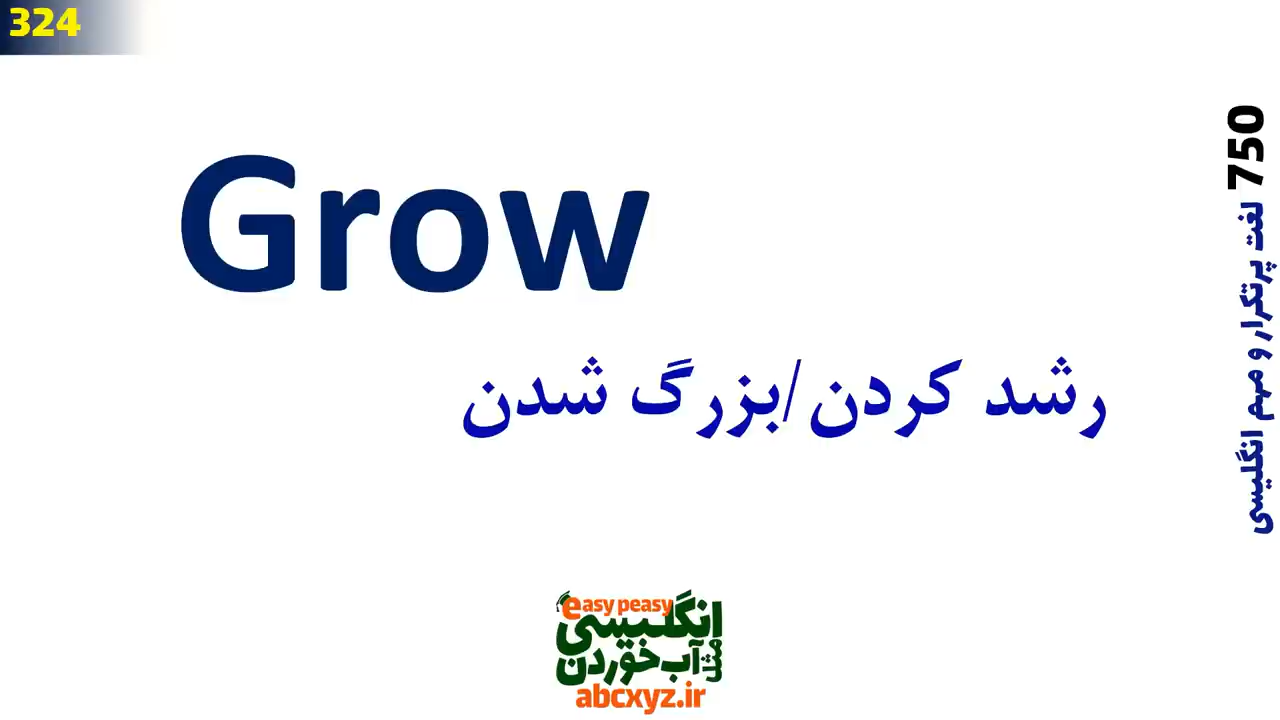 324
Grow
رشد کردن/بزرگ شدن
750 لغت پرتکرار و مهم انگلیسی
easy peasy
انگلیسی
مثل آب خوردن
abcxyz.ir